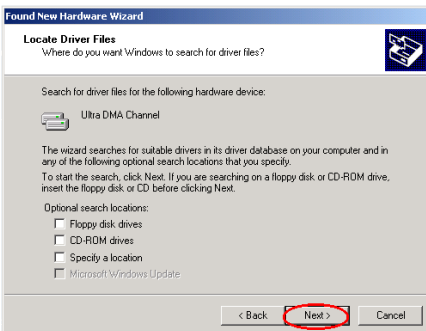 Found New Hardware Wizard
Locate Driver Files
Where do you want Windows to search for driver files?
Search for driver files for the following hardware device:
Ultra DMA Channel
The wizard searches for suitable drivers in its driver database on your computer and in
any of the following optional search locations that you specify.
To start the search, click Next. If you are searching on a floppy disk or CD-ROM drive,
insert the floppy disk or CD before clicking Next.
Optional search locations:
Floppy disk drives
CD-ROM drives
Specify a location
Microsoft Windows Update
< Back Next > Cancel